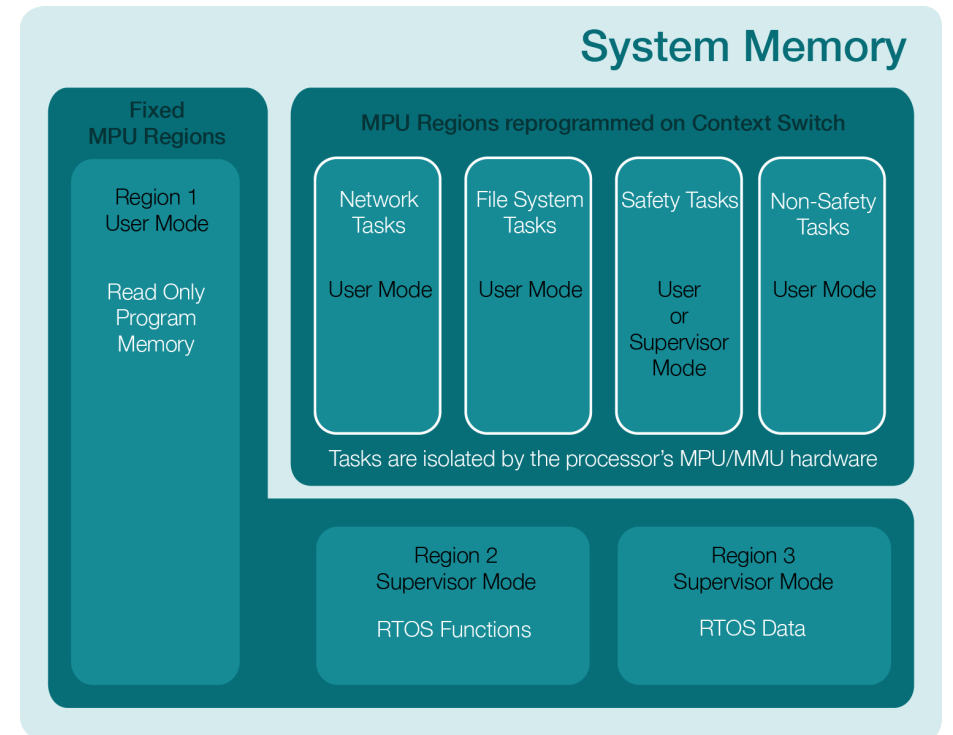 System Memory
Fixed
MPU Regions
Region 1
User Mode
Read Only
Program
Memory
MPU Regions reprogrammed on Context Switch
Network
Tasks
User Mode
File System
Tasks
User Mode
Safety Tasks
User
or
Supervisor
Mode
Non-Safety
Tasks
User Mode
Tasks are isolated by the processor’s MPU/MMU hardware
Region 2
Supervisor Mode
RTOS Functions
Region 3
Supervisor Mode
RTOS Data